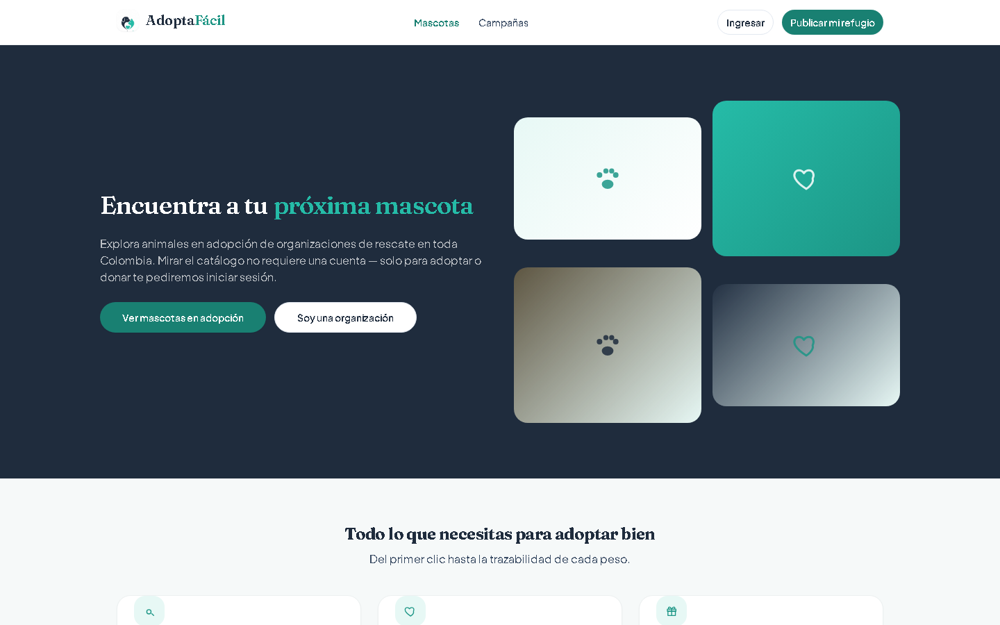 AdoptaFácil
Mascotas
Campañas
Ingresar
Publicar mi refugio
Encuentra a tu próxima mascota
Explora animales en adopción de organizaciones de rescate en toda
Colombia. Mirar el catálogo no requiere una cuenta — solo para adoptar o
donar te pediremos iniciar sesión.
Ver mascotas en adopción
Soy una organización
Todo lo que necesitas para adoptar bien
Del primer clic hasta la trazabilidad de cada peso.